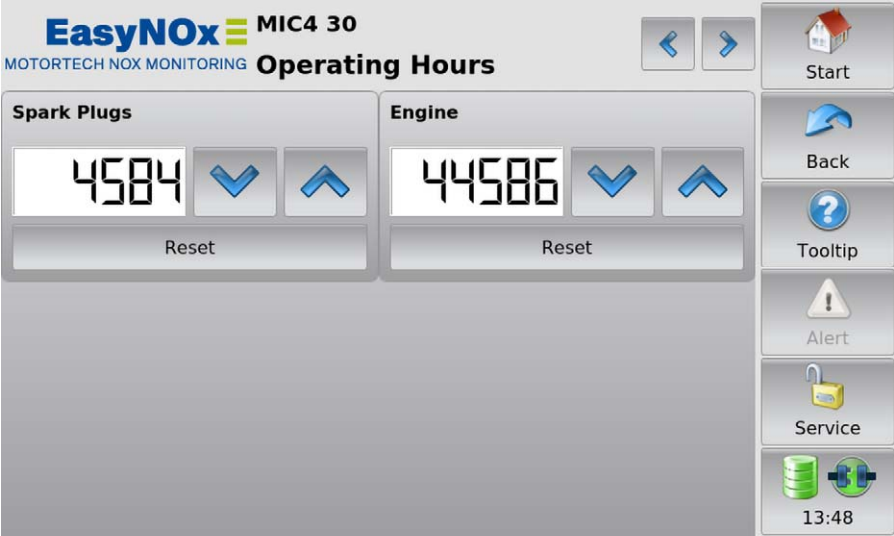 EasyNOx
MOTORTECH NOX MONITORING
MIC4 30
Operating Hours
Spark Plugs
4584
Reset
Engine
44586
Reset
Start
Back
Tooltip
Alert
Service
13:48